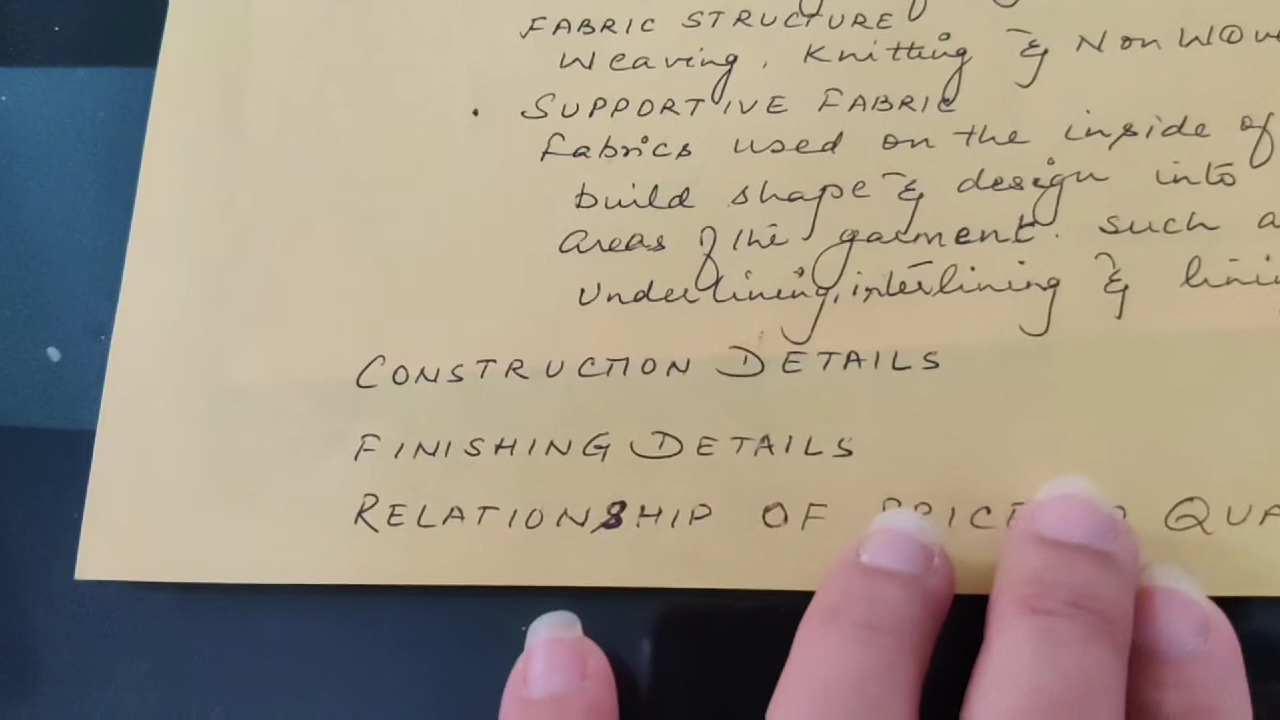 FABRIC STRUCTURE
Weaving, Knitting & Non
• SUPPORTIVE FABRIC
fabrics used on the inside of
build shape & design into
areas of the garment. such
Underlining, interlining &
CONSTRUCTION DETAILS
FINISHING DETAILS
RELATIONSHIP OF PRICE